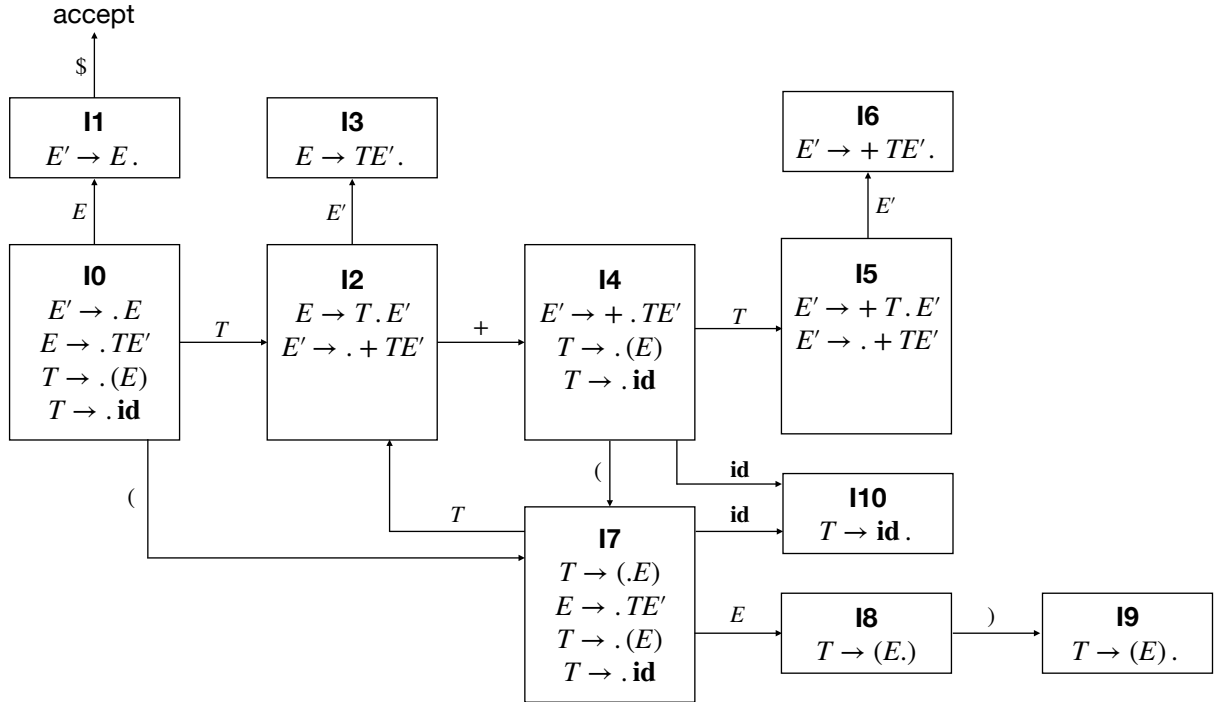 accept
$
I1
E′ → E .
I3
E → TE′ .
I6
E′ → + TE′ .
E
E′
E′
I0
E′ → . E
E → . TE′
T → . (E)
T → . id
T
I2
E → T . E′
E′ → . + TE′
+
I4
E′ → + . TE′
T → . (E)
T → . id
T
I5
E′ → + T . E′
E′ → . + TE′
(
(
id
T
id
I10
T → id .
I7
T → (.E)
E → . TE′
T → . (E)
T → . id
E
I8
T → (E.)
)
I9
T → (E) .